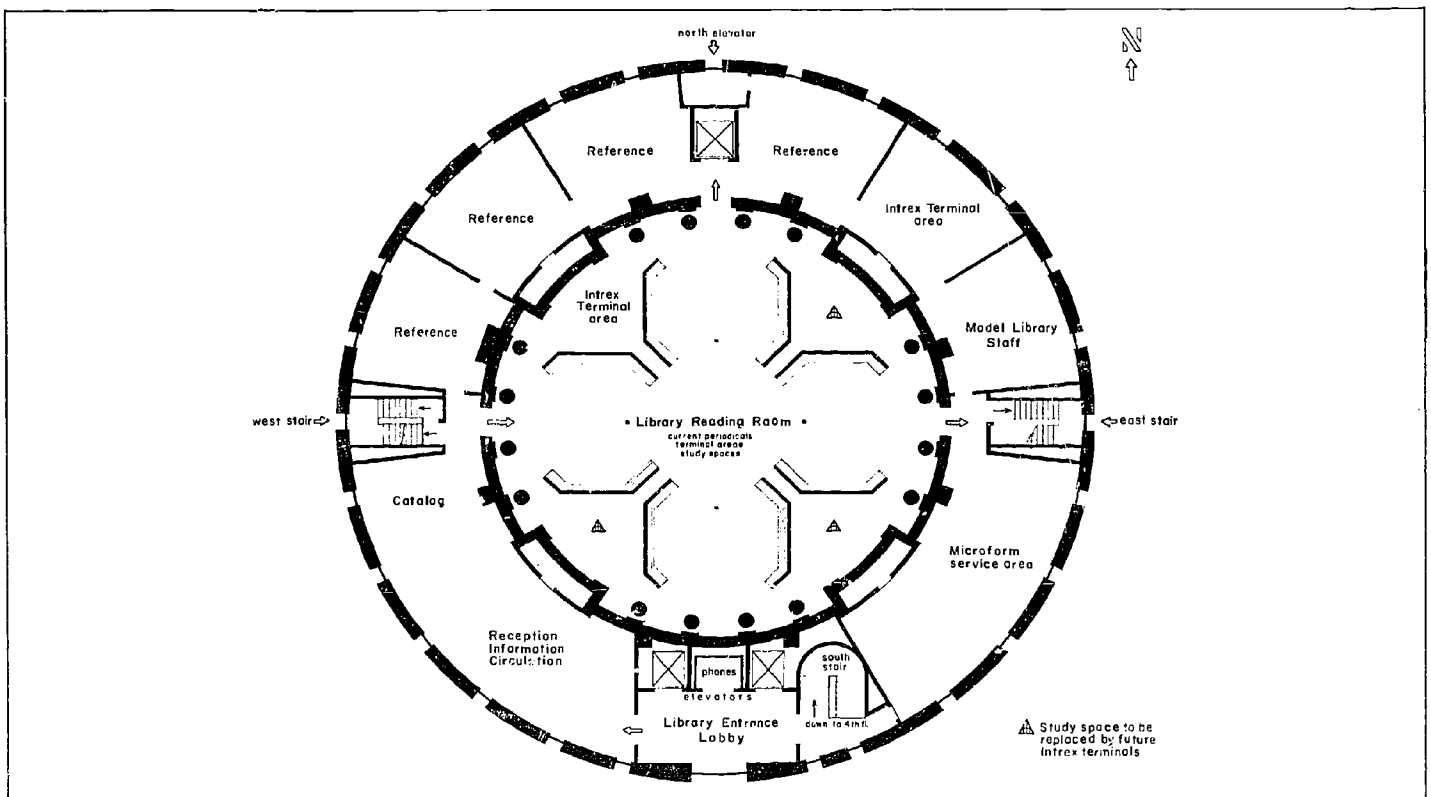 north elevator
N
Reference
Reference
Reference
Intrex Terminal
area
Intrex
Terminal
area
Reference
Model Library
Staff
west stair
• Library Reading Room •
current periodicals
terminal areas
study spaces
east stair
Catalog
Microform
service area
Reception
Information
Circulation
phones
south
stair
elevators
Library Entrance
Lobby
down to 4th fl.
Study space to be
replaced by future
Intrex terminals